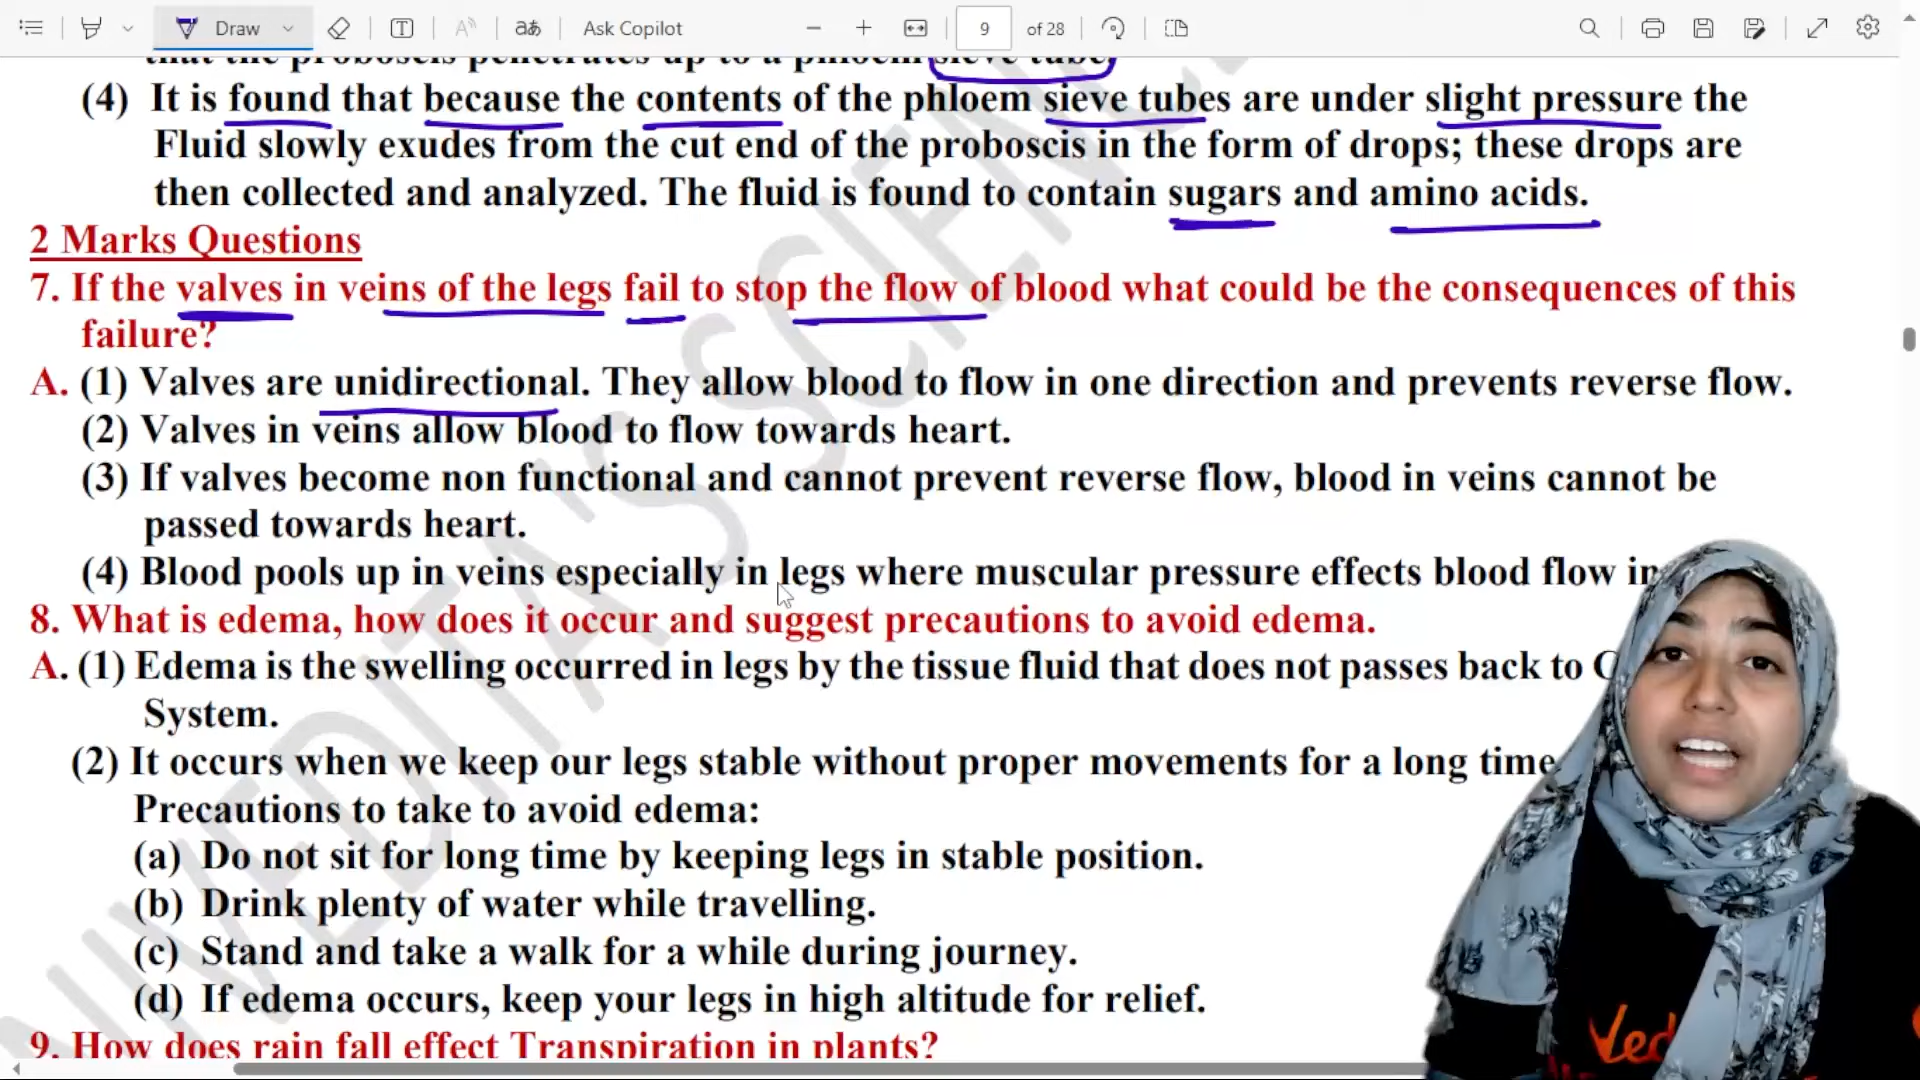 Draw
Ask Copilot
9 of 28
that the proboscis penetrates up to a phloem sieve tube.
(4) It is found that because the contents of the phloem sieve tubes are under slight pressure the
Fluid slowly exudes from the cut end of the proboscis in the form of drops; these drops are
then collected and analyzed. The fluid is found to contain sugars and amino acids.
2 Marks Questions
7. If the valves in veins of the legs fail to stop the flow of blood what could be the consequences of this
failure?
A. (1) Valves are unidirectional. They allow blood to flow in one direction and prevents reverse flow.
(2) Valves in veins allow blood to flow towards heart.
(3) If valves become non functional and cannot prevent reverse flow, blood in veins cannot be
passed towards heart.
(4) Blood pools up in veins especially in legs where muscular pressure effects blood flow in
8. What is edema, how does it occur and suggest precautions to avoid edema.
A. (1) Edema is the swelling occurred in legs by the tissue fluid that does not passes back to
System.
(2) It occurs when we keep our legs stable without proper movements for a long time
Precautions to take to avoid edema:
(a) Do not sit for long time by keeping legs in stable position.
(b) Drink plenty of water while travelling.
(c) Stand and take a walk for a while during journey.
(d) If edema occurs, keep your legs in high altitude for relief.
9. How does rain fall effect Transpiration in plants?